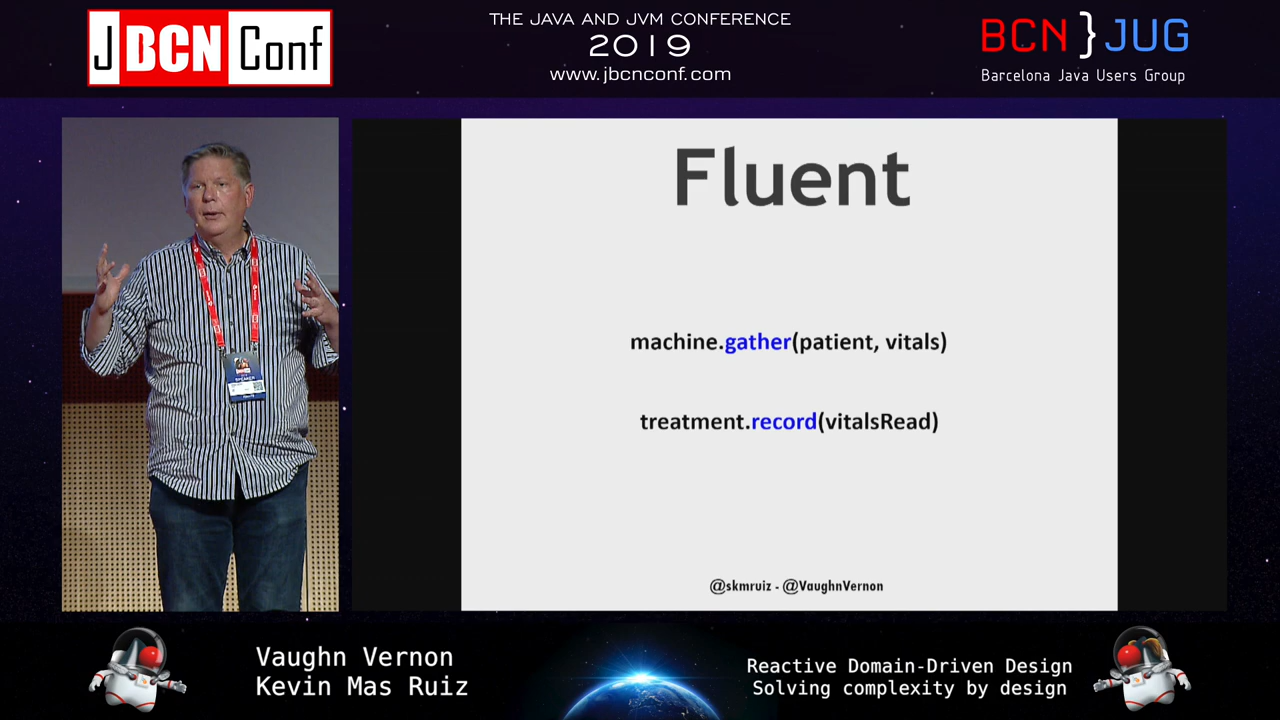 J BCN Conf
THE JAVA AND JVM CONFERENCE
2019
www.jbcnconf.com
BCN}JUG
Barcelona Java Users Group
Fluent
machine.gather(patient, vitals)
treatment.record(vitalsRead)
@skmruiz - @VaughnVernon
SPEAKER
Vaughn Vernon
Kevin Mas Ruiz
Reactive Domain-Driven Design
Solving complexity by design